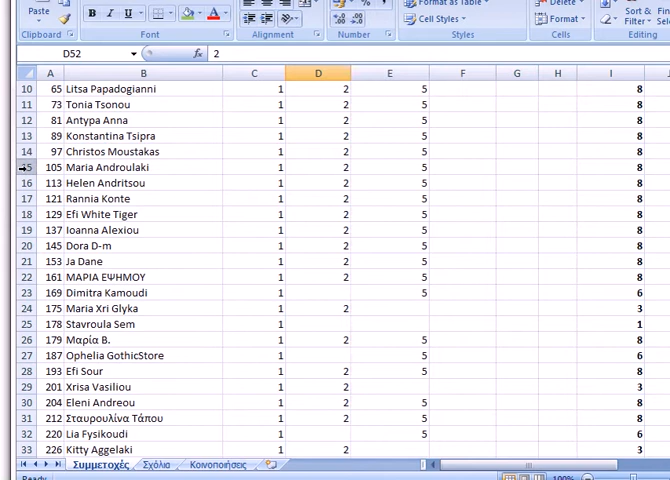 Format as Table Delete
Paste B I U Cell Styles Format Sort & Find
Filter Sele
Clipboard Font Alignment Number Styles Cells Editing
D52 fx 2
A B C D E F G H I
10 65 Litsa Papadogianni 1 2 5 8
11 73 Tonia Tsonou 1 2 5 8
12 81 Antypa Anna 1 2 5 8
13 89 Konstantina Tsipra 1 2 5 8
14 97 Christos Moustakas 1 2 5 8
15 105 Maria Androulaki 1 2 5 8
16 113 Helen Andritsou 1 2 5 8
17 121 Rannia Konte 1 2 5 8
18 129 Efi White Tiger 1 2 5 8
19 137 Ioanna Alexiou 1 2 5 8
20 145 Dora D-m 1 2 5 8
21 153 Ja Dane 1 2 5 8
22 161 ΜΑΡΙΑ ΕΨΗΜΟΥ 1 2 5 8
23 169 Dimitra Kamoudi 1 5 6
24 175 Maria Xri Glyka 1 2 3
25 178 Stavroula Sem 1 1
26 179 Μαρία Β. 1 2 5 8
27 187 Ophelia GothicStore 1 5 6
28 193 Efi Sour 1 2 5 8
29 201 Xrisa Vasiliou 1 2 3
30 204 Eleni Andreou 1 2 5 8
31 212 Σταυρουλίνα Τάπου 1 2 5 8
32 220 Lia Fysikoudi 1 5 6
33 226 Kitty Aggelaki 1 2 3
Συμμετοχές Σχόλια Κοινοποιήσεις
Ready 100%